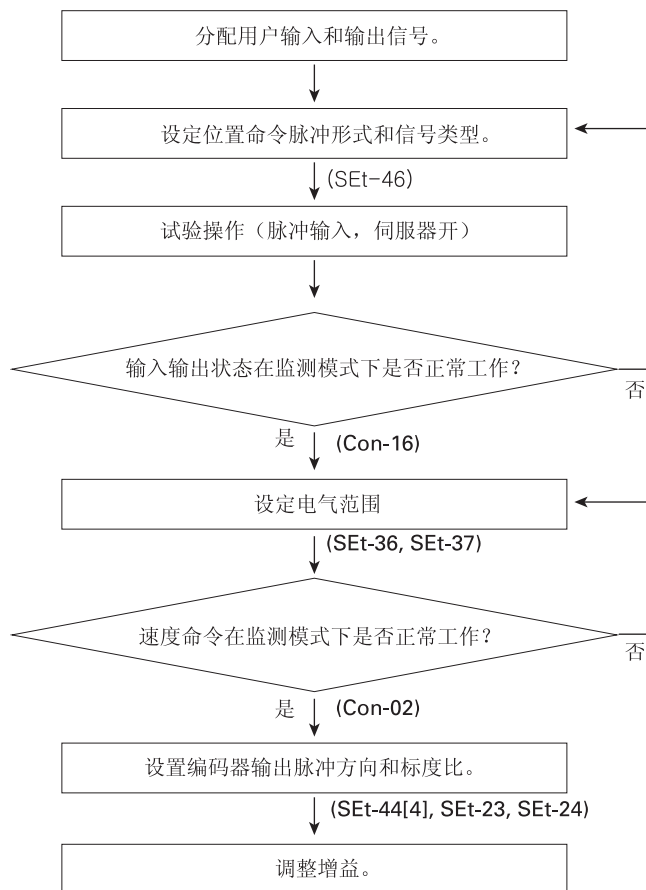 分配用户输入和输出信号。
设定位置命令脉冲形式和信号类型。
(SEt-46)
试验操作（脉冲输入，伺服器开）
输入输出状态在监测模式下是否正常工作？
否
是
(Con-16)
设定电气范围
(SEt-36, SEt-37)
速度命令在监测模式下是否正常工作？
否
是
(Con-02)
设置编码器输出脉冲方向和标度比。
(SEt-44[4], SEt-23, SEt-24)
调整增益。